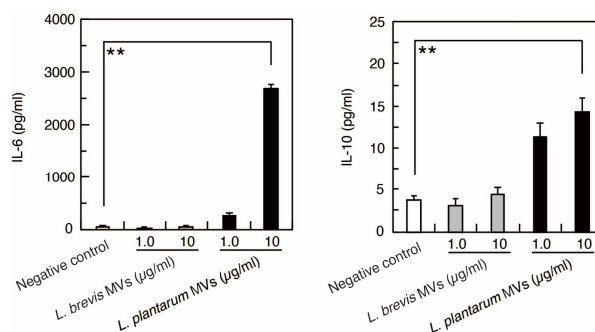 4000
3000
2000
1000
0
IL-6 (pg/ml)
**
Negative control
1.0
10
1.0
10
L. brevis MVs (μg/ml)
L. plantarum MVs (μg/ml)
25
20
15
10
5
0
IL-10 (pg/ml)
**
Negative control
1.0
10
1.0
10
L. brevis MVs (μg/ml)
L. plantarum MVs (μg/ml)